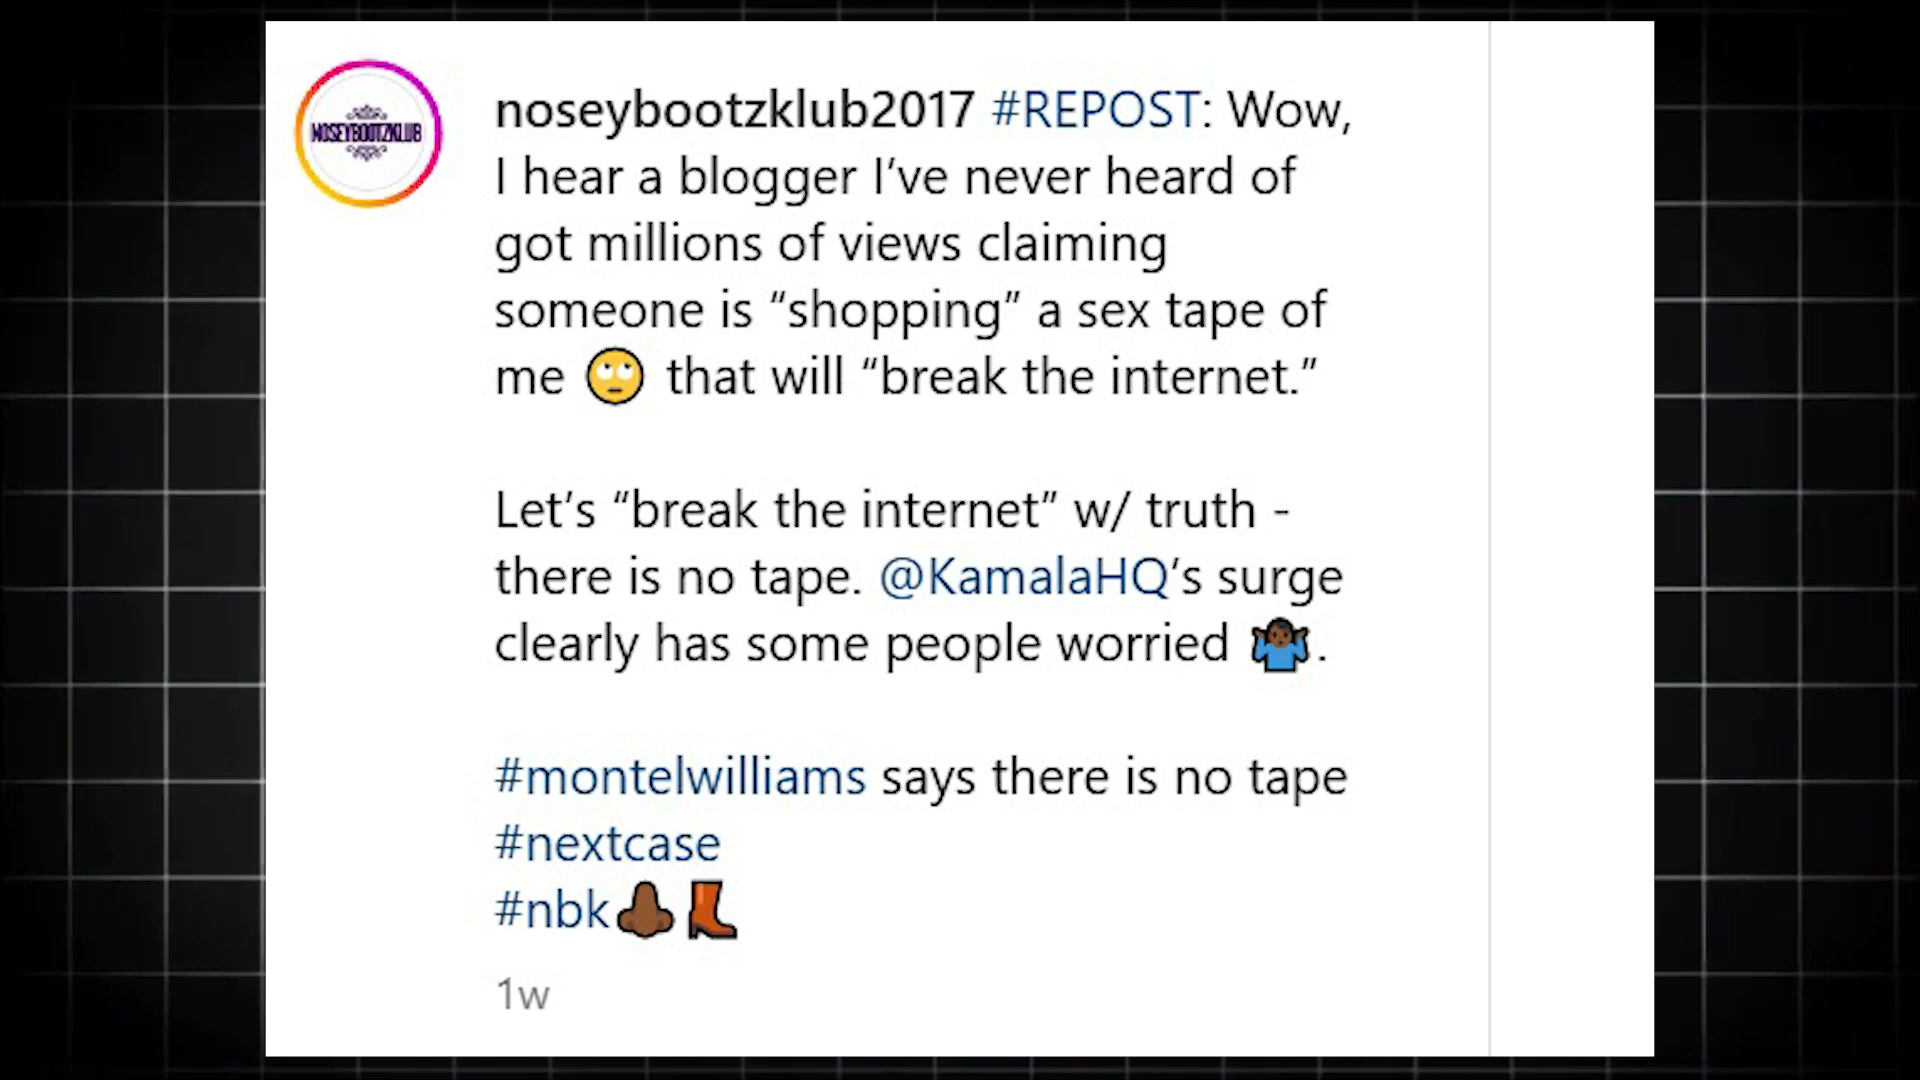 NOSEYBOOTZKLUB
noseybootzklub2017 #REPOST: Wow,
I hear a blogger I’ve never heard of
got millions of views claiming
someone is “shopping” a sex tape of
me 🙄 that will “break the internet.”
Let’s “break the internet” w/ truth -
there is no tape. @KamalaHQ’s surge
clearly has some people worried 🤷🏾‍♂️.
#montelwilliams says there is no tape
#nextcase
#nbk👃🏾👢
1w